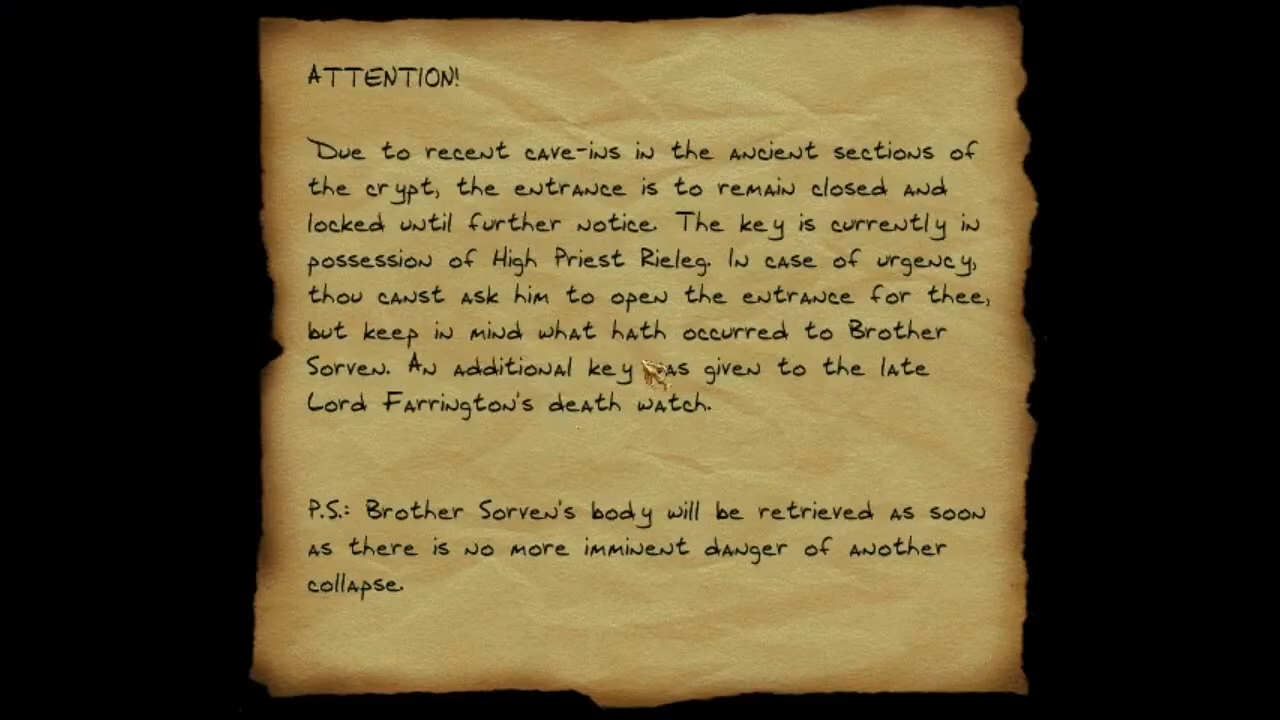 ATTENTION!
Due to recent cave-ins in the ancient sections of
the crypt, the entrance is to remain closed and
locked until further notice. The key is currently in
possession of High Priest Rieleg. In case of urgency,
thou canst ask him to open the entrance for thee,
but keep in mind what hath occurred to Brother
Sorven. An additional key was given to the late
Lord Farrington's death watch.
P.S.: Brother Sorven's body will be retrieved as soon
as there is no more imminent danger of another
collapse.